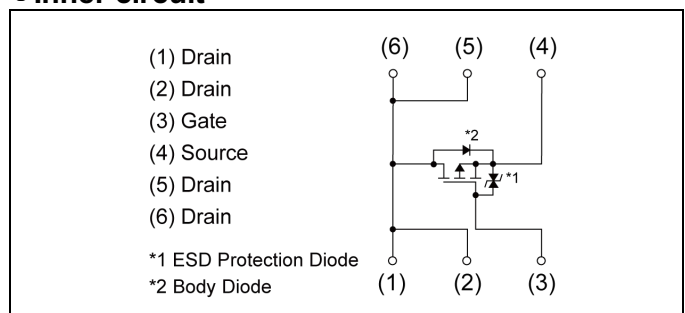 Inner circuit
(1) Drain
(2) Drain
(3) Gate
(4) Source
(5) Drain
(6) Drain
*1 ESD Protection Diode
*2 Body Diode
(6) (5) (4)
*2
*1
(1) (2) (3)